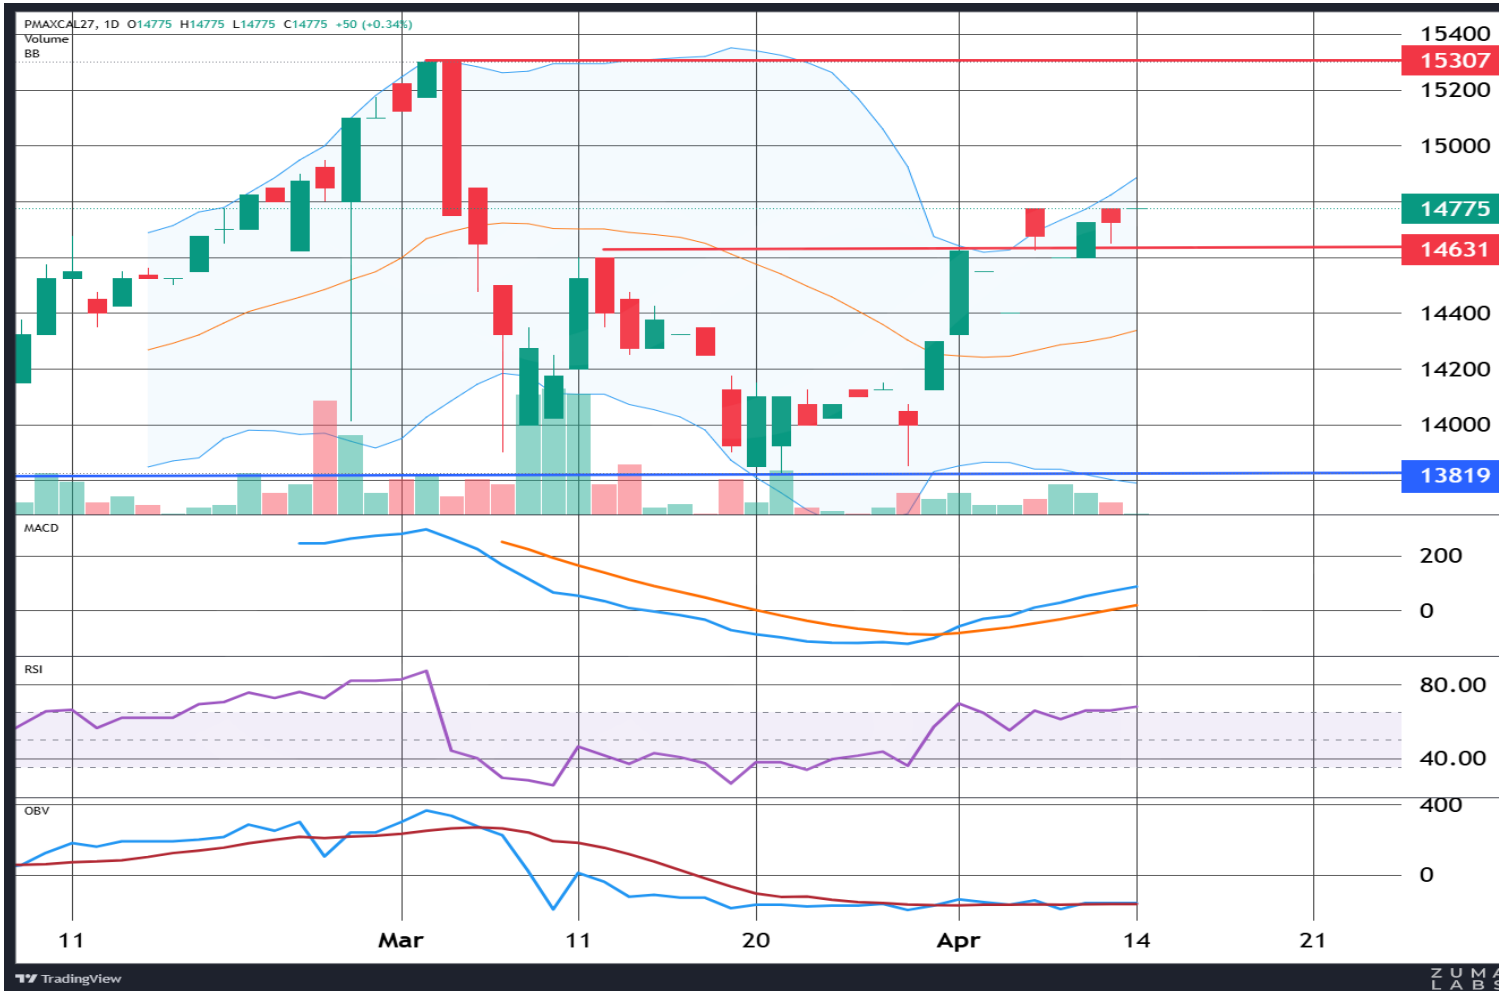 PMAXCAL27, 1D O14775 H14775 L14775 C14775 +50 (+0.34%)
Volume
BB
15400
15307
15200
15000
14775
14631
14400
14200
14000
13819
MACD
200
0
RSI
80.00
40.00
OBV
400
0
11 Mar 11 20 Apr 14 21
TradingView
ZUMA
LABS